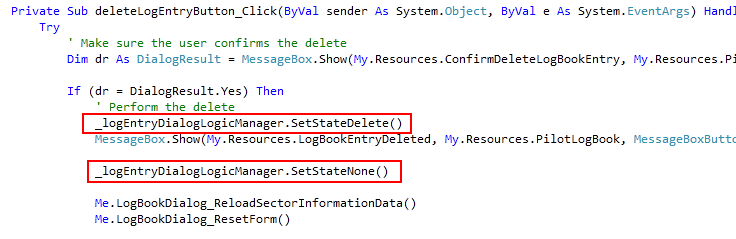 Private Sub deleteLogEntryButton_Click(ByVal sender As System.Object, ByVal e As System.EventArgs) Handl
Try
' Make sure the user confirms the delete
Dim dr As DialogResult = MessageBox.Show(My.Resources.ConfirmDeleteLogBookEntry, My.Resources.Pi
If (dr = DialogResult.Yes) Then
' Perform the delete
_logEntryDialogLogicManager.SetStateDelete()
MessageBox.Show(My.Resources.LogBookEntryDeleted, My.Resources.PilotLogBook, MessageBoxButto
_logEntryDialogLogicManager.SetStateNone()
Me.LogBookDialog_ReloadSectorInformationData()
Me.LogBookDialog_ResetForm()